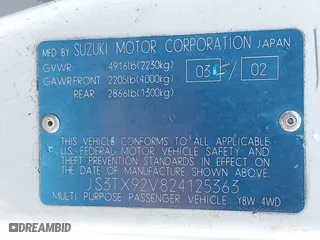 MFD BY SUZUKI MOTOR CORPORATION JAPAN
GVWR 4916lb(2230kg) 03 / 02
GAWRFRONT 2205lb(1000kg)
REAR 2866lb(1300kg)
THIS VEHICLE CONFORMS TO ALL APPLICABLE
U.S. FEDERAL MOTOR VEHICLE SAFETY
AND THEFT PREVENTION STANDARDS IN EFFECT
ON THE DATE OF MANUFACTURE SHOWN ABOVE.
JS3TX92V824125363
MULTI PURPOSE PASSENGER VEHICLE Y8W 4WD
DREAMBID